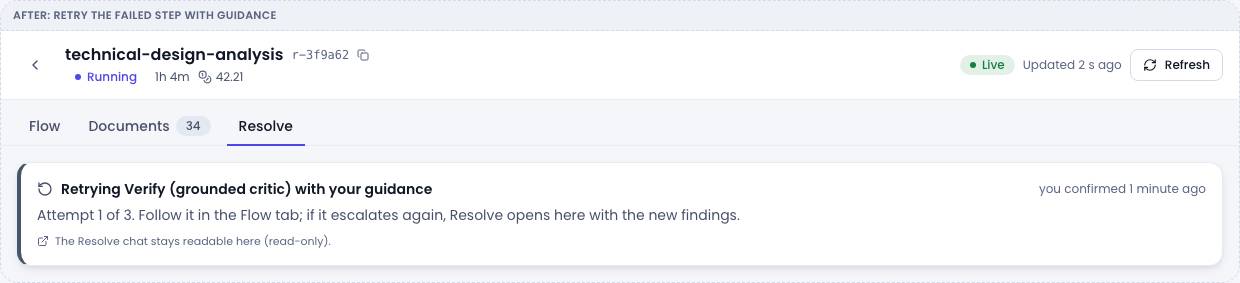 AFTER: RETRY THE FAILED STEP WITH GUIDANCE
technical-design-analysis r-3f9a62
Running 1h 4m 42.21
Live Updated 2 s ago Refresh
Flow Documents 34 Resolve
Retrying Verify (grounded critic) with your guidance
you confirmed 1 minute ago
Attempt 1 of 3. Follow it in the Flow tab; if it escalates again, Resolve opens here with the new findings.
The Resolve chat stays readable here (read-only).